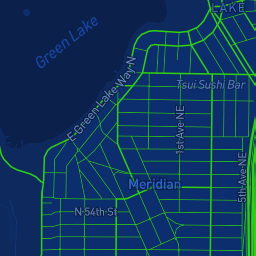 LAKE
Green Lake
E Green Lake Way N
Tsui Sushi Bar
1st Ave NE
Meridian
5th Ave NE
N 54th St